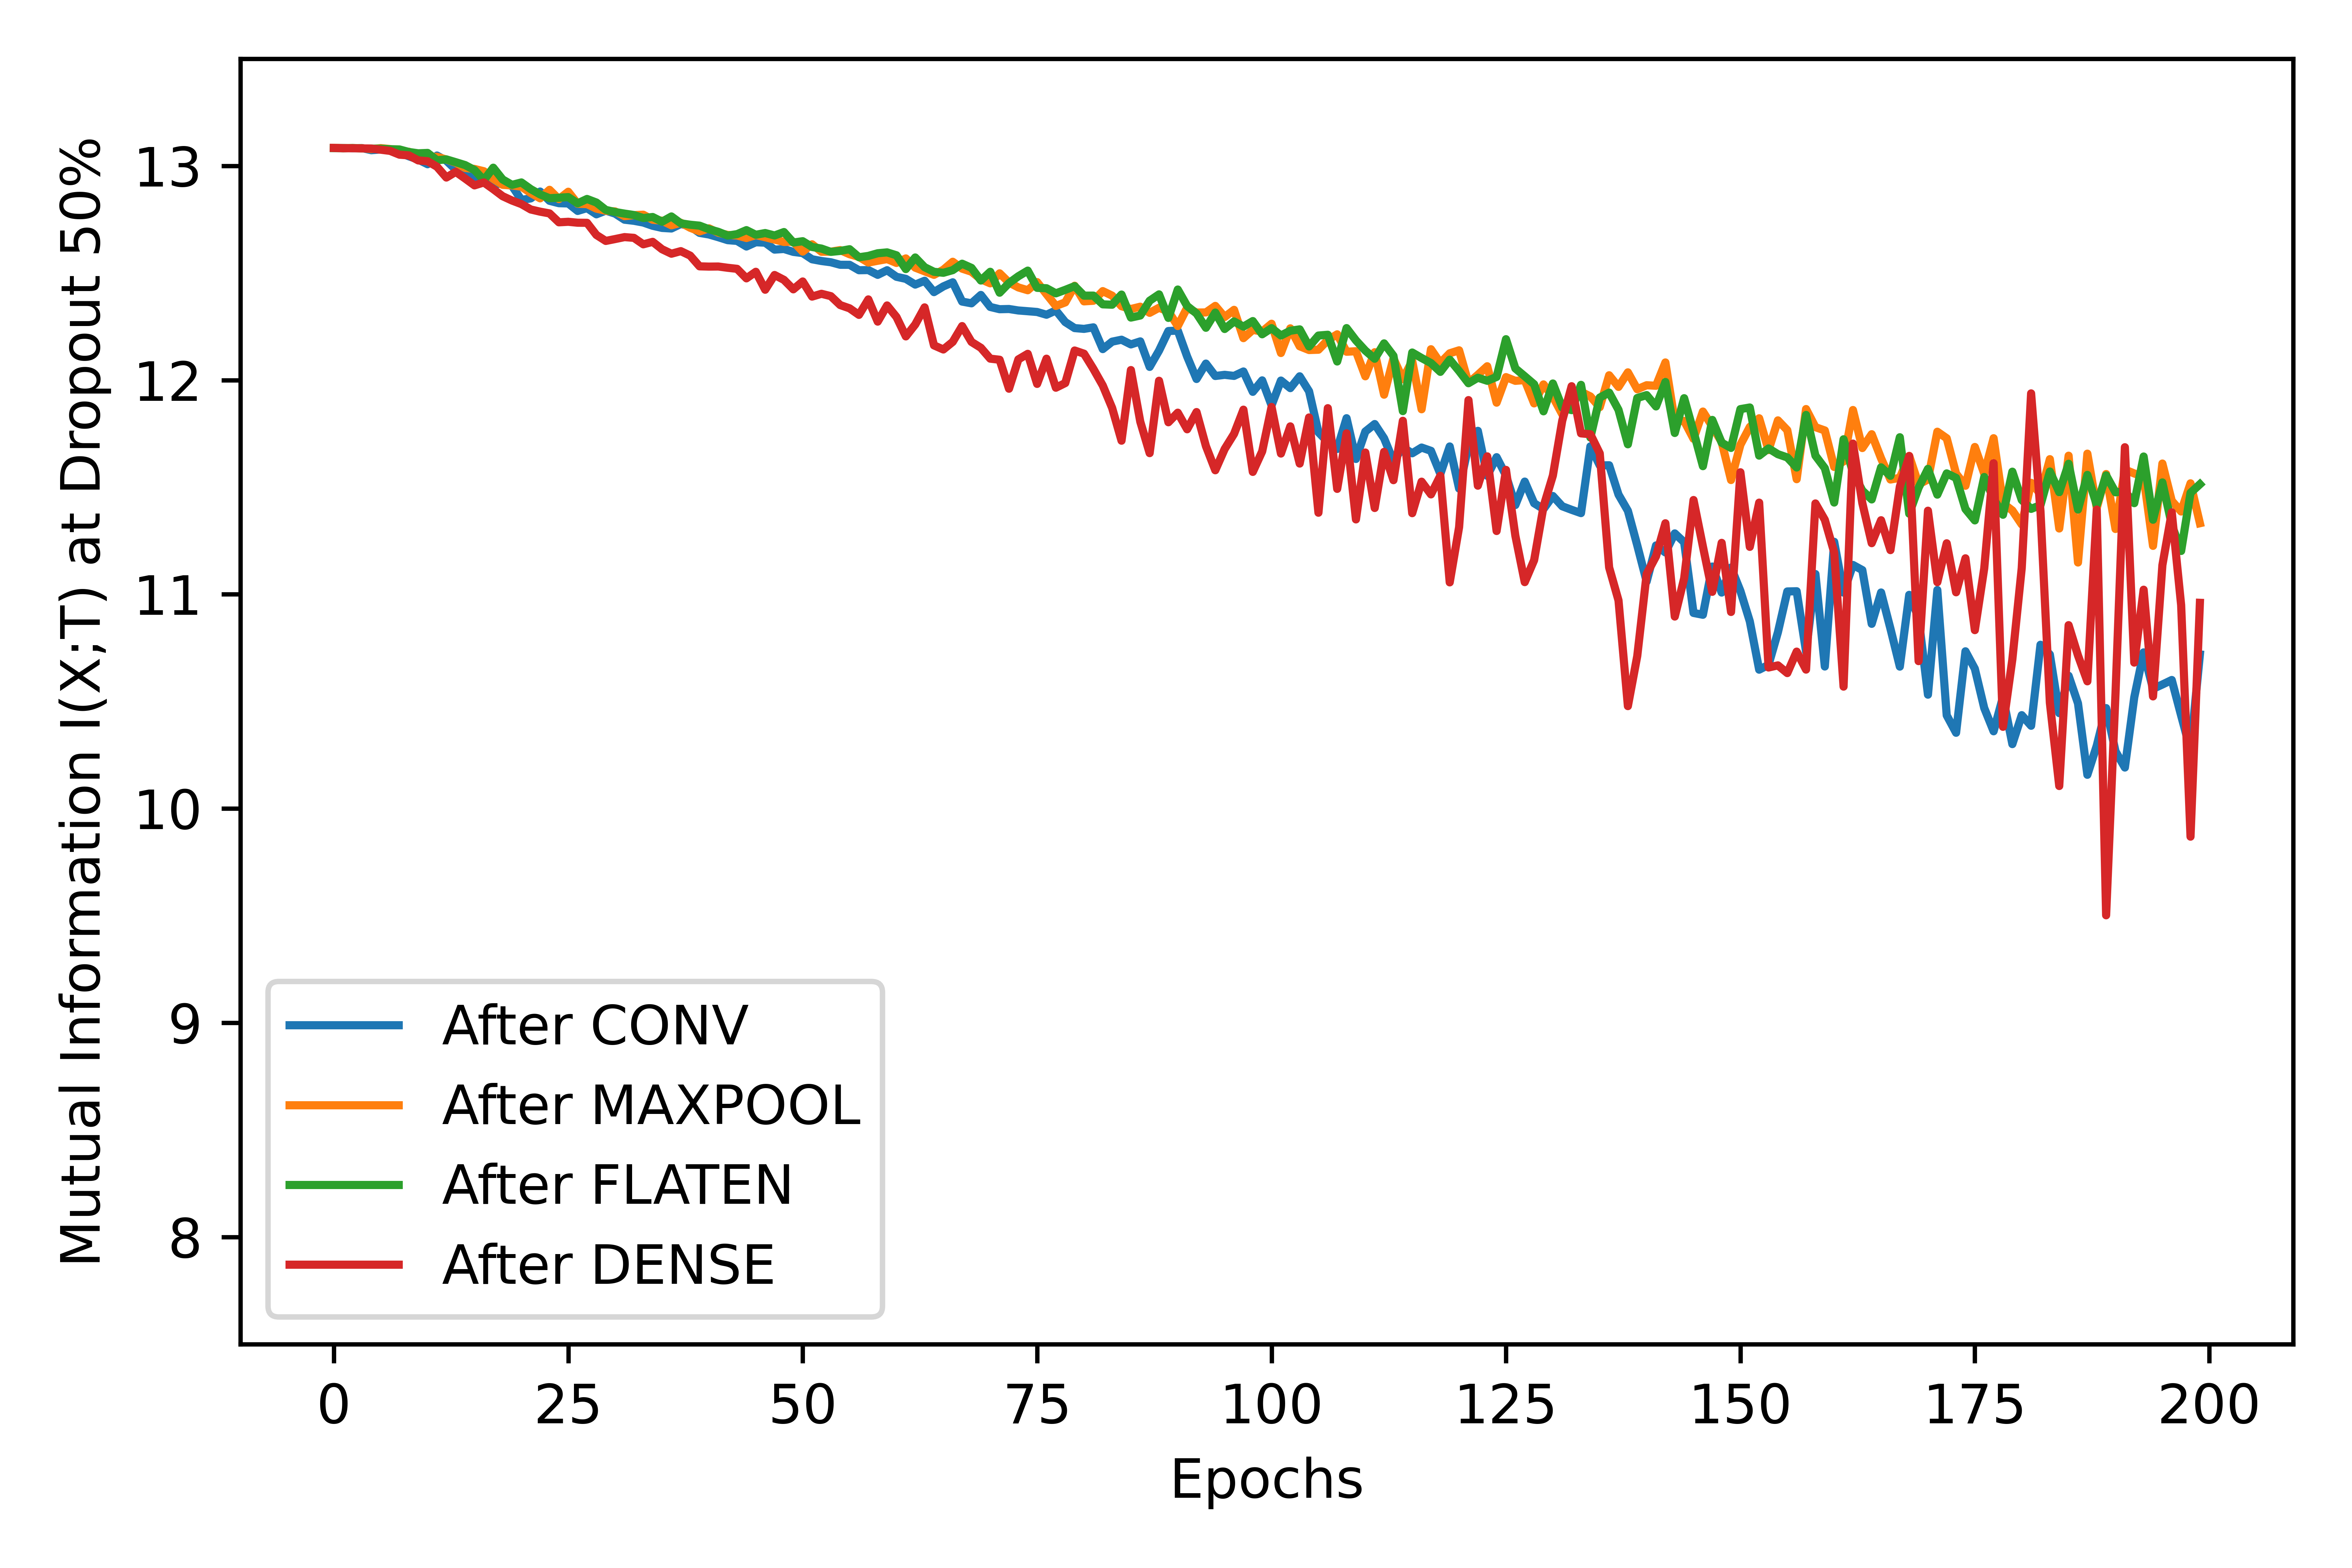 Mutual Information I(X;T) at Dropout 50%
13
12
11
10
9
8
After CONV
After MAXPOOL
After FLATEN
After DENSE
0 25 50 75 100 125 150 175 200
Epochs